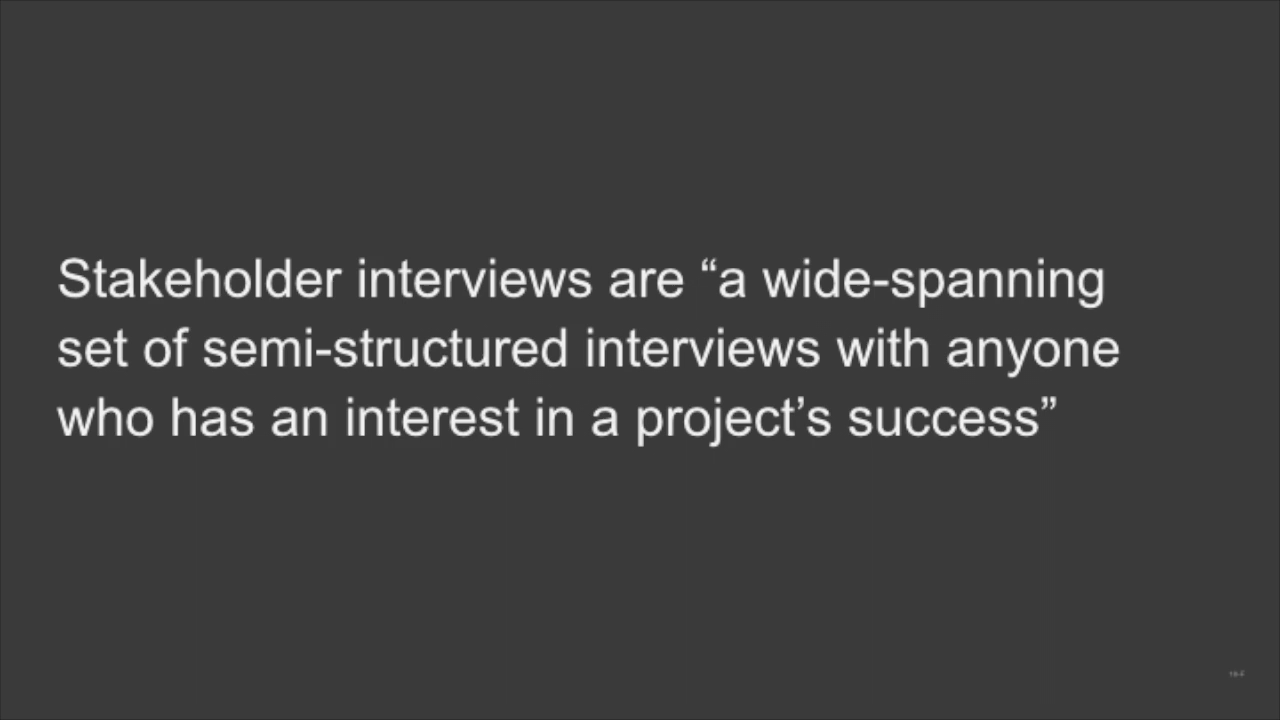 Stakeholder interviews are “a wide-spanning
set of semi-structured interviews with anyone
who has an interest in a project’s success”